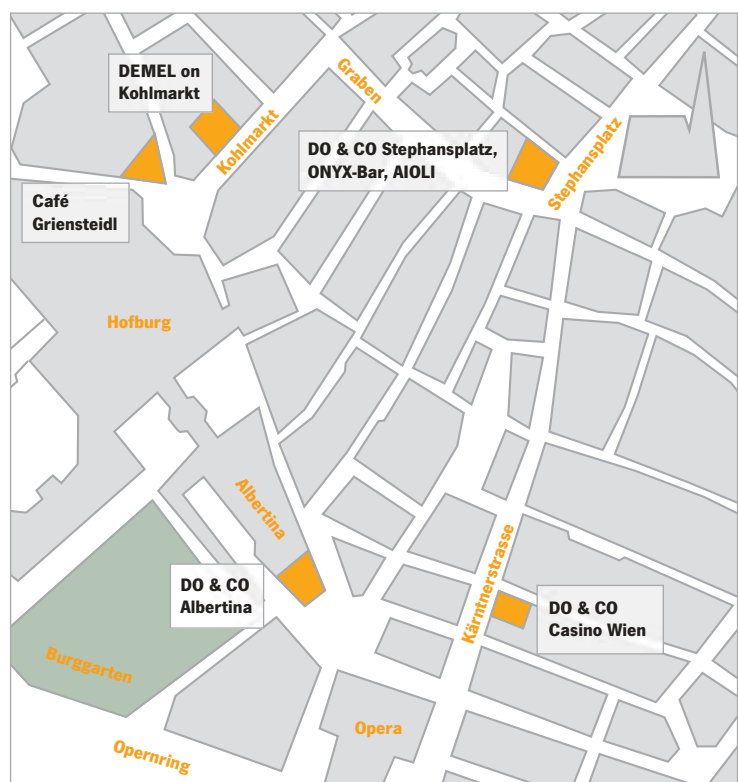 DEMEL on
Kohlmarkt
Graben
Kohlmarkt
DO & CO Stephansplatz,
ONYX-Bar, AIOLI
Stephansplatz
Café
Griensteidl
Hofburg
Albertina
DO & CO
Albertina
Kärntnerstrasse
DO & CO
Casino Wien
Burggarten
Opera
Opernring